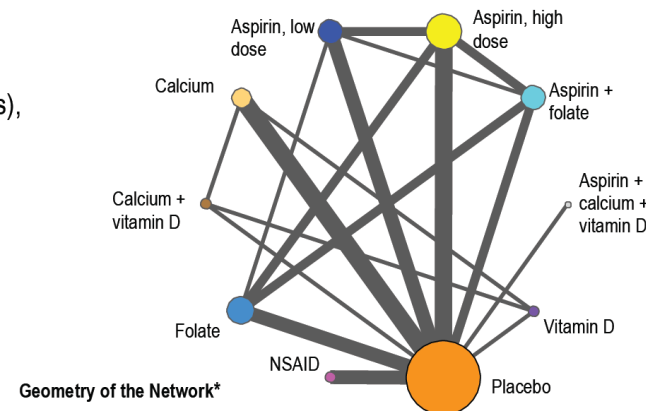 s),
Aspirin, low
dose
Aspirin, high
dose
Calcium
Aspirin +
folate
Calcium +
vitamin D
Aspirin +
calcium +
vitamin D
Folate
Vitamin D
NSAID
Placebo
Geometry of the Network*